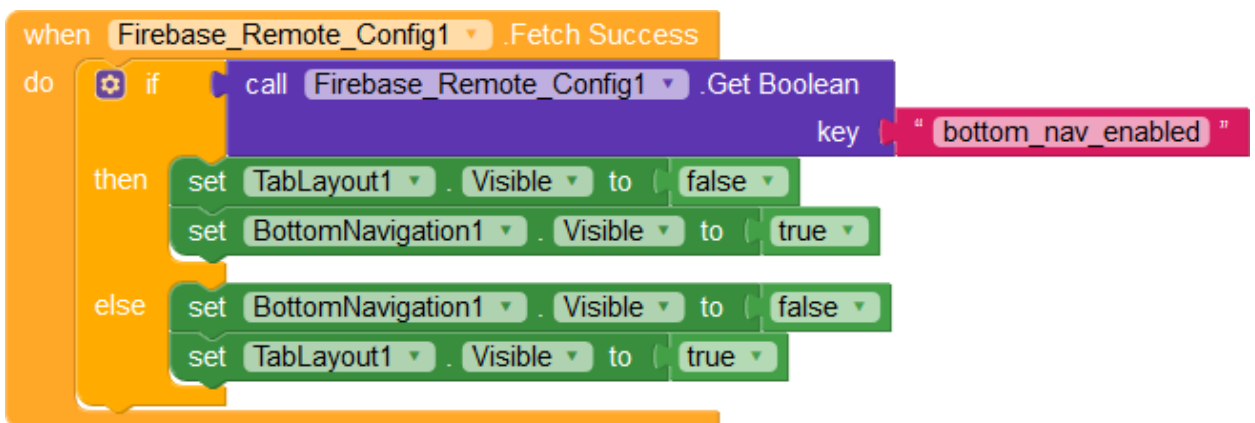 when Firebase_Remote_Config1 .Fetch Success
do if call Firebase_Remote_Config1 .Get Boolean
key “ bottom_nav_enabled ”
then set TabLayout1 . Visible to false
set BottomNavigation1 . Visible to true
else set BottomNavigation1 . Visible to false
set TabLayout1 . Visible to true